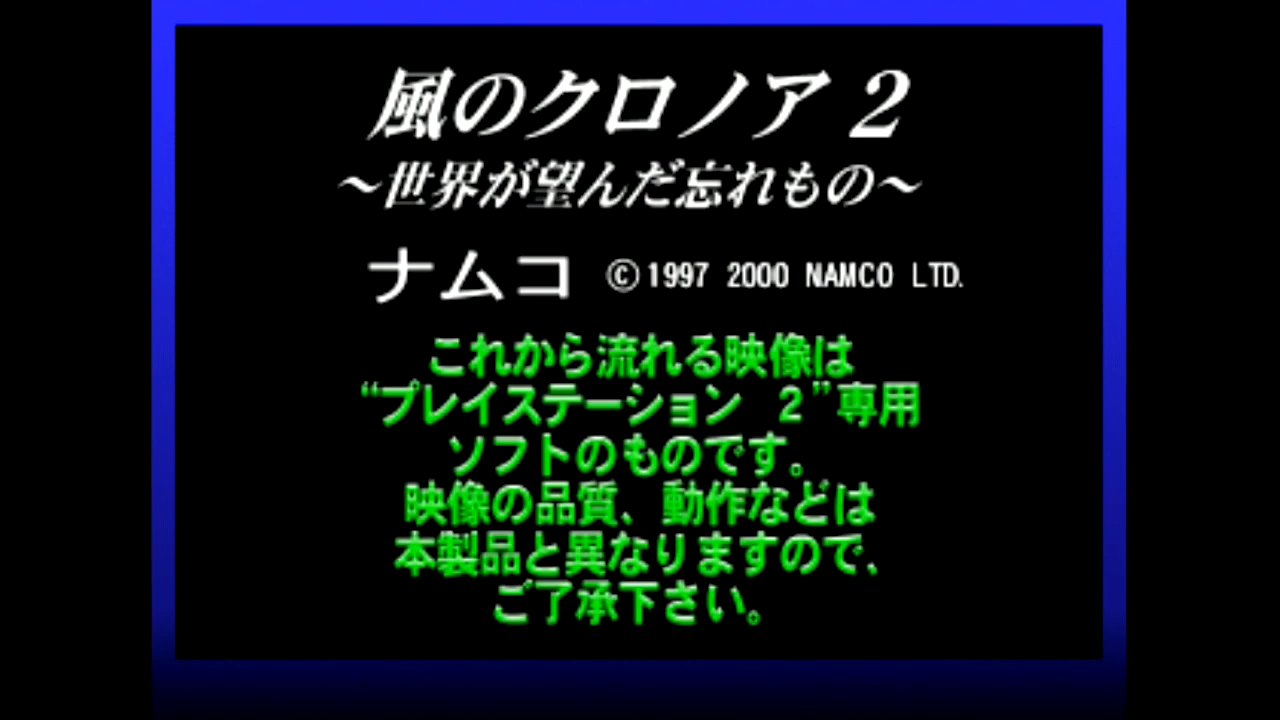 風のクロノア 2
～世界が望んだ忘れもの～
ナムコ ©1997 2000 NAMCO LTD.
これから流れる映像は
“プレイステーション 2”専用
ソフトのものです。
映像の品質、動作などは
本製品と異なりますので、
ご了承下さい。